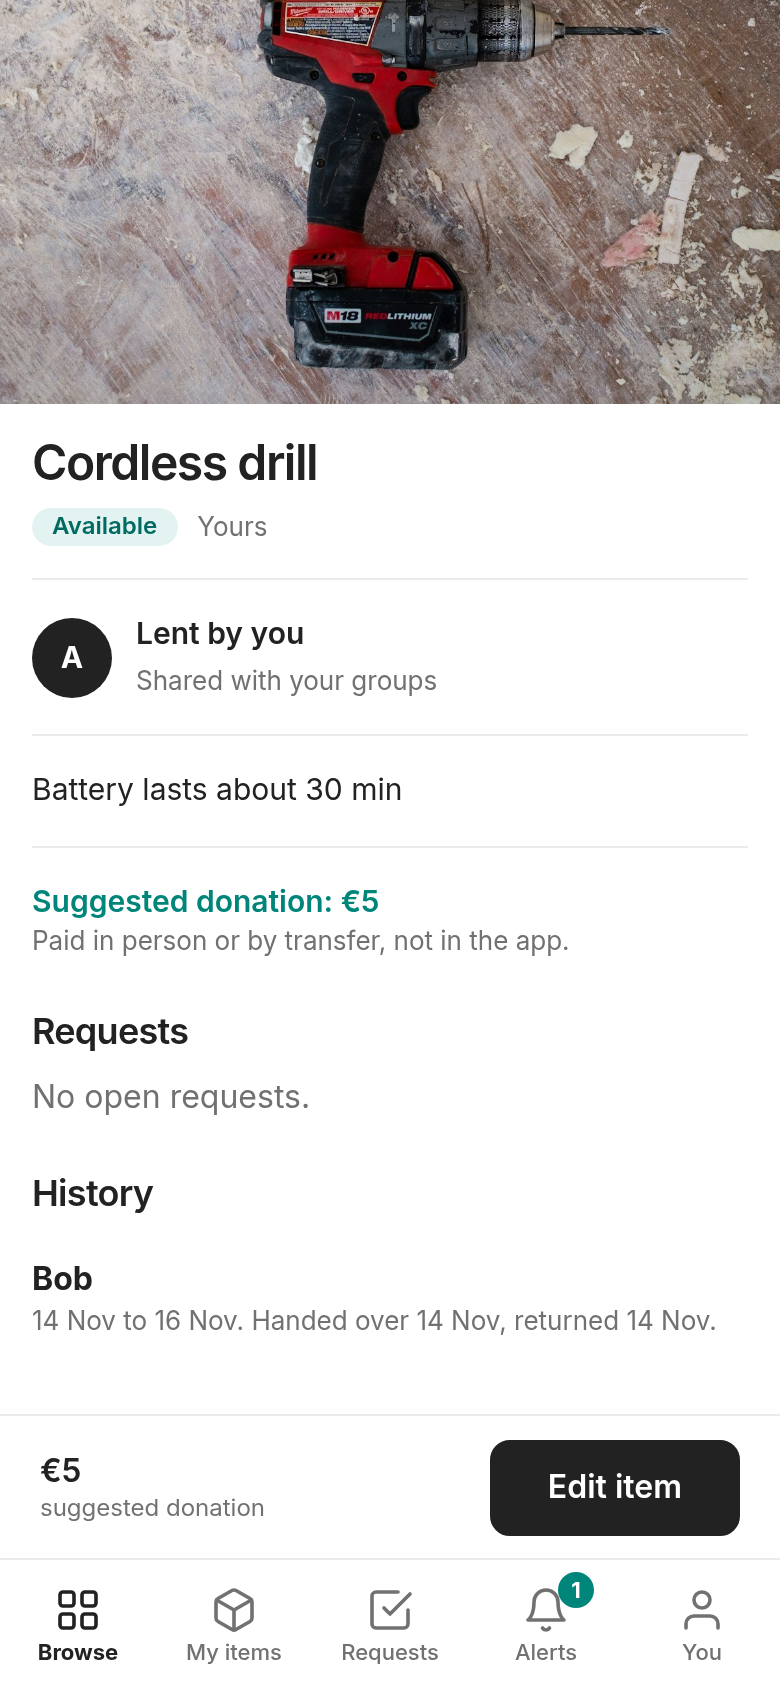 M18 REDLITHIUM
XC
Cordless drill
Available Yours
A
Lent by you
Shared with your groups
Battery lasts about 30 min
Suggested donation: €5
Paid in person or by transfer, not in the app.
Requests
No open requests.
History
Bob
14 Nov to 16 Nov. Handed over 14 Nov, returned 14 Nov.
€5
suggested donation
Edit item
1
Browse My items Requests Alerts You